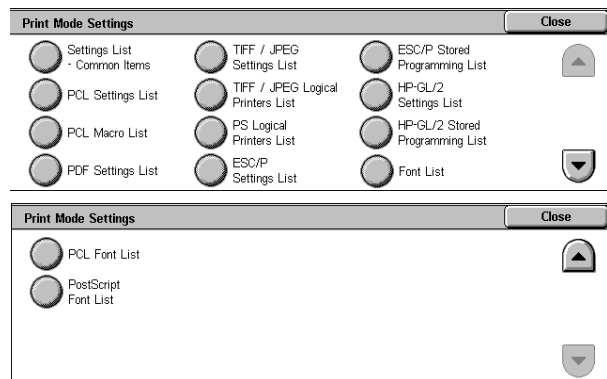 Print Mode Settings
Close
Settings List
- Common Items
PCL Settings List
PCL Macro List
PDF Settings List
TIFF / JPEG
Settings List
TIFF / JPEG Logical
Printers List
PS Logical
Printers List
ESC/P
Settings List
ESC/P Stored
Programming List
HP-GL/2
Settings List
HP-GL/2 Stored
Programming List
Font List
Print Mode Settings
Close
PCL Font List
PostScript
Font List